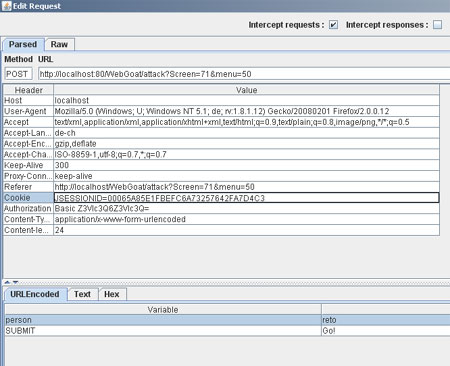 Edit Request
Intercept requests : Intercept responses :
Parsed Raw
Method URL
POST http://localhost:80/WebGoat/attack?Screen=71&menu=50
Header Value
Host localhost
User-Agent Mozilla/5.0 (Windows; U; Windows NT 5.1; de; rv:1.8.1.12) Gecko/20080201 Firefox/2.0.0.12
Accept text/xml,application/xml,application/xhtml+xml,text/html;q=0.9,text/plain;q=0.8,image/png,*/*;q=0.5
Accept-Lan... de-ch
Accept-Enc... gzip,deflate
Accept-Cha... ISO-8859-1,utf-8;q=0.7,*;q=0.7
Keep-Alive 300
Proxy-Conn... keep-alive
Referer http://localhost/WebGoat/attack?Screen=71&menu=50
Cookie JSESSIONID=00065A85E1FBEFC6A73257642FA7D4C3
Authorization Basic Z3Vlc3Q6Z3Vlc3Q=
Content-Ty... application/x-www-form-urlencoded
Content-le... 24
URLEncoded Text Hex
Variable
person reto
SUBMIT Go!